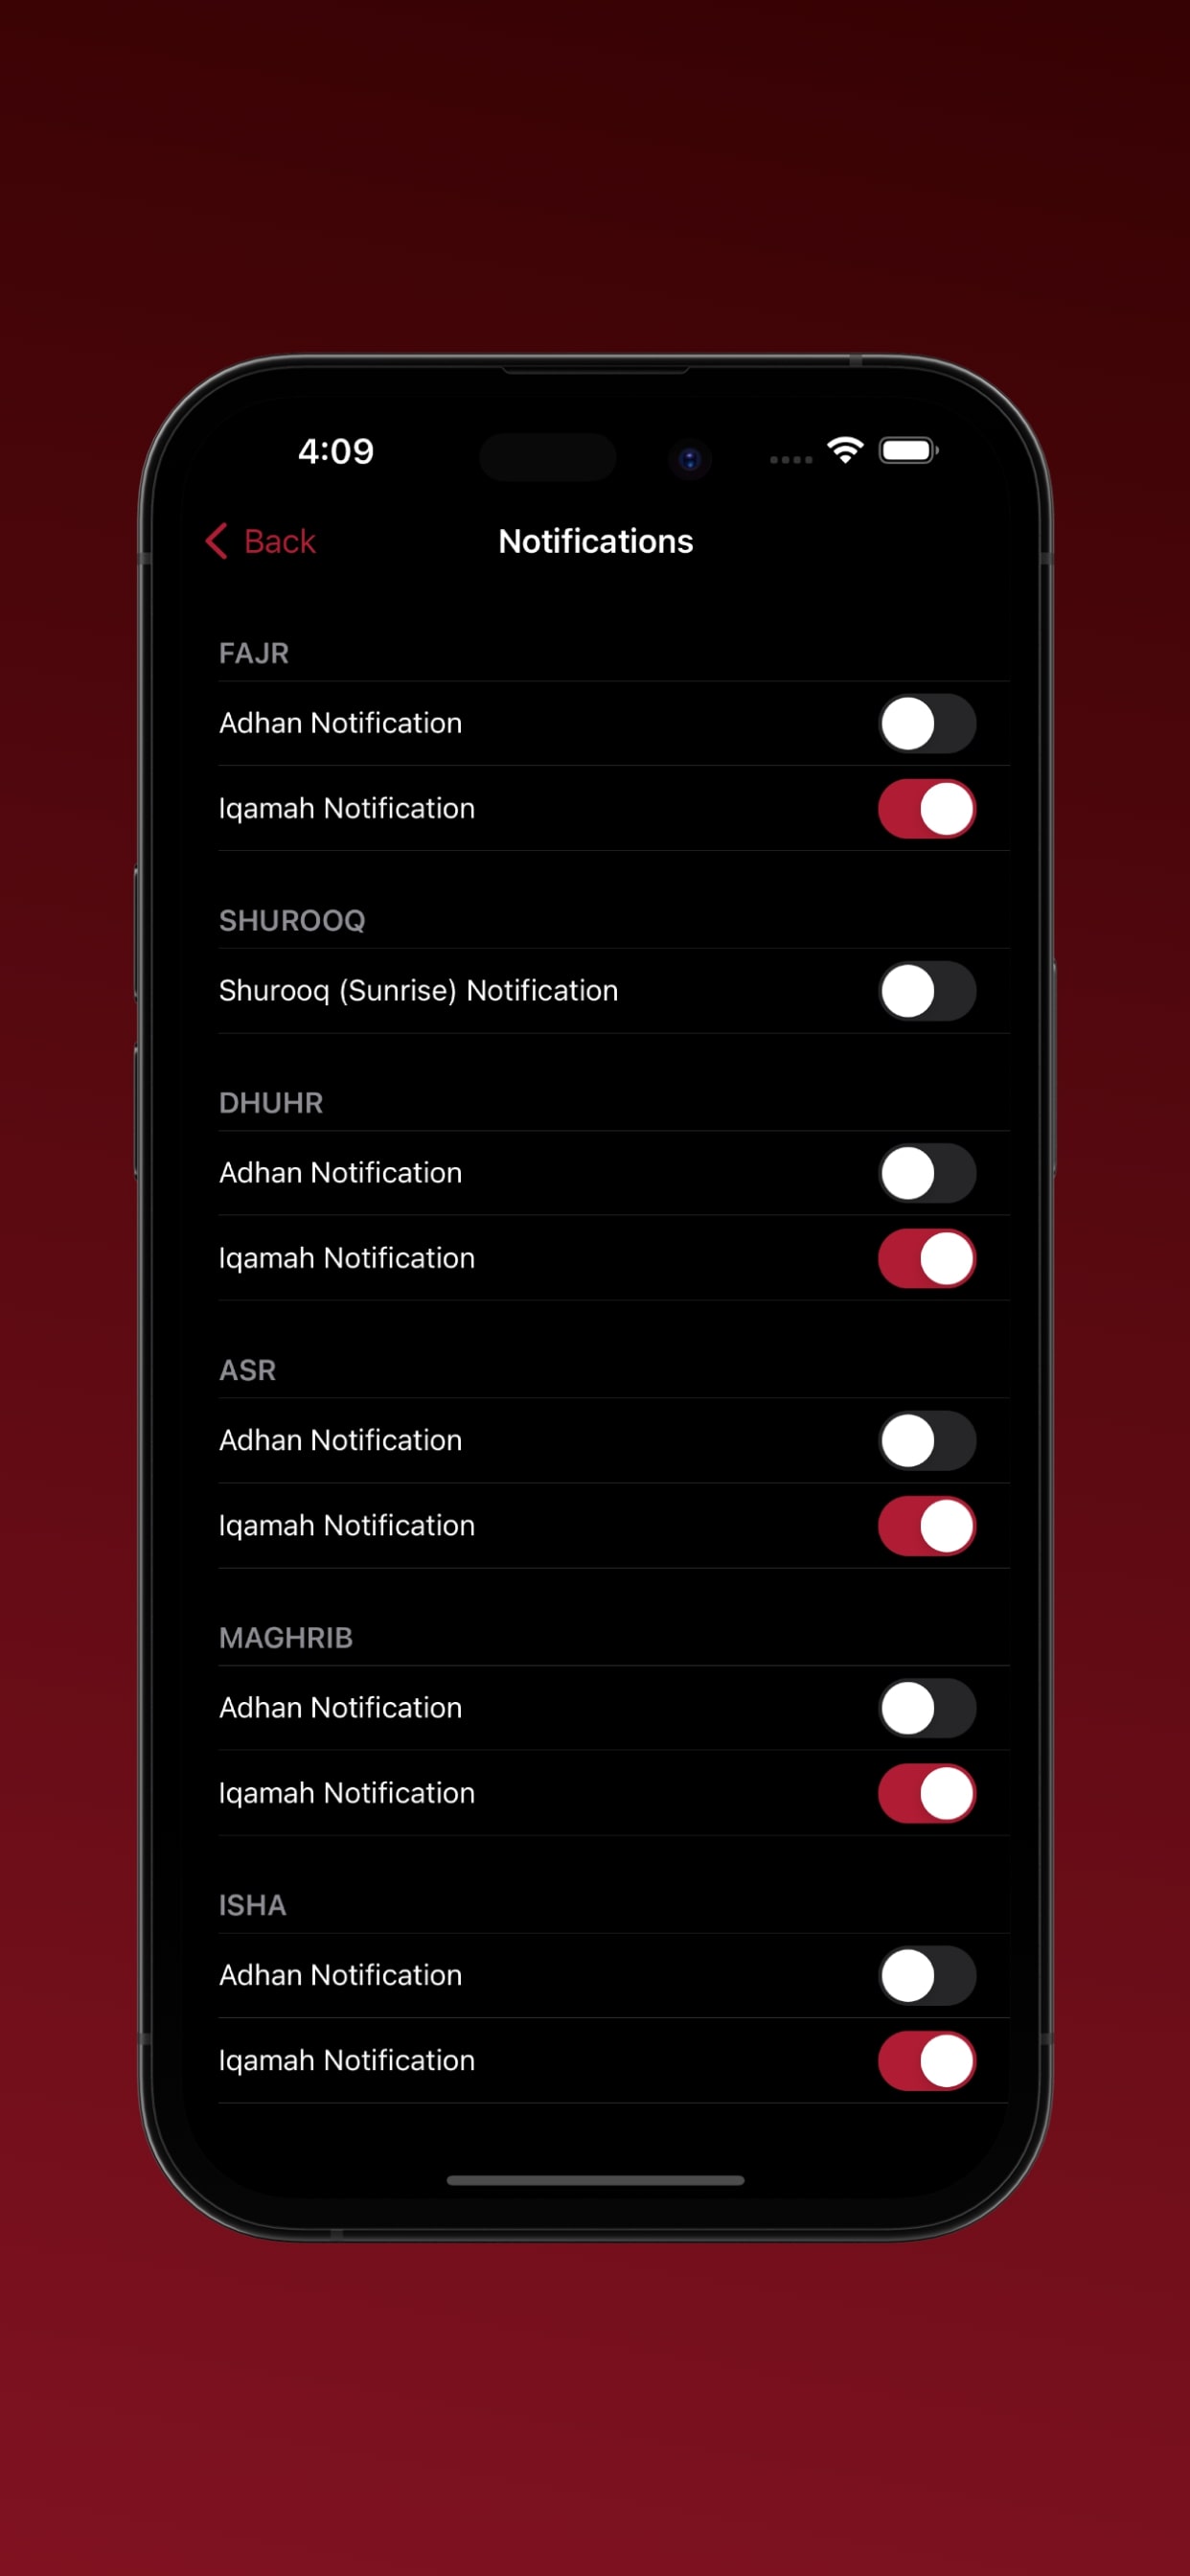 4:09
Back
Notifications
FAJR
Adhan Notification
Iqamah Notification
SHUROOQ
Shurooq (Sunrise) Notification
DHUHR
Adhan Notification
Iqamah Notification
ASR
Adhan Notification
Iqamah Notification
MAGHRIB
Adhan Notification
Iqamah Notification
ISHA
Adhan Notification
Iqamah Notification